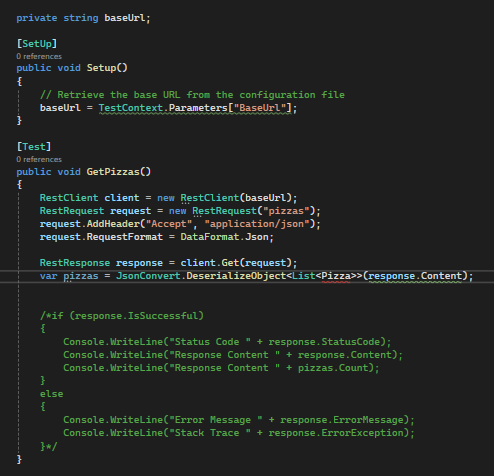 private string baseUrl;
[SetUp]
0 references
public void Setup()
{
// Retrieve the base URL from the configuration file
baseUrl = TestContext.Parameters["BaseUrl"];
}
[Test]
0 references
public void GetPizzas()
{
RestClient client = new RestClient(baseUrl);
RestRequest request = new RestRequest("pizzas");
request.AddHeader("Accept", "application/json");
request.RequestFormat = DataFormat.Json;
RestResponse response = client.Get(request);
var pizzas = JsonConvert.DeserializeObject<List<Pizza>>(response.Content);
/*if (response.IsSuccessful)
{
Console.WriteLine("Status Code " + response.StatusCode);
Console.WriteLine("Response Content " + response.Content);
Console.WriteLine("Response Content " + pizzas.Count);
}
else
{
Console.WriteLine("Error Message " + response.ErrorMessage);
Console.WriteLine("Stack Trace " + response.ErrorException);
}*/
}